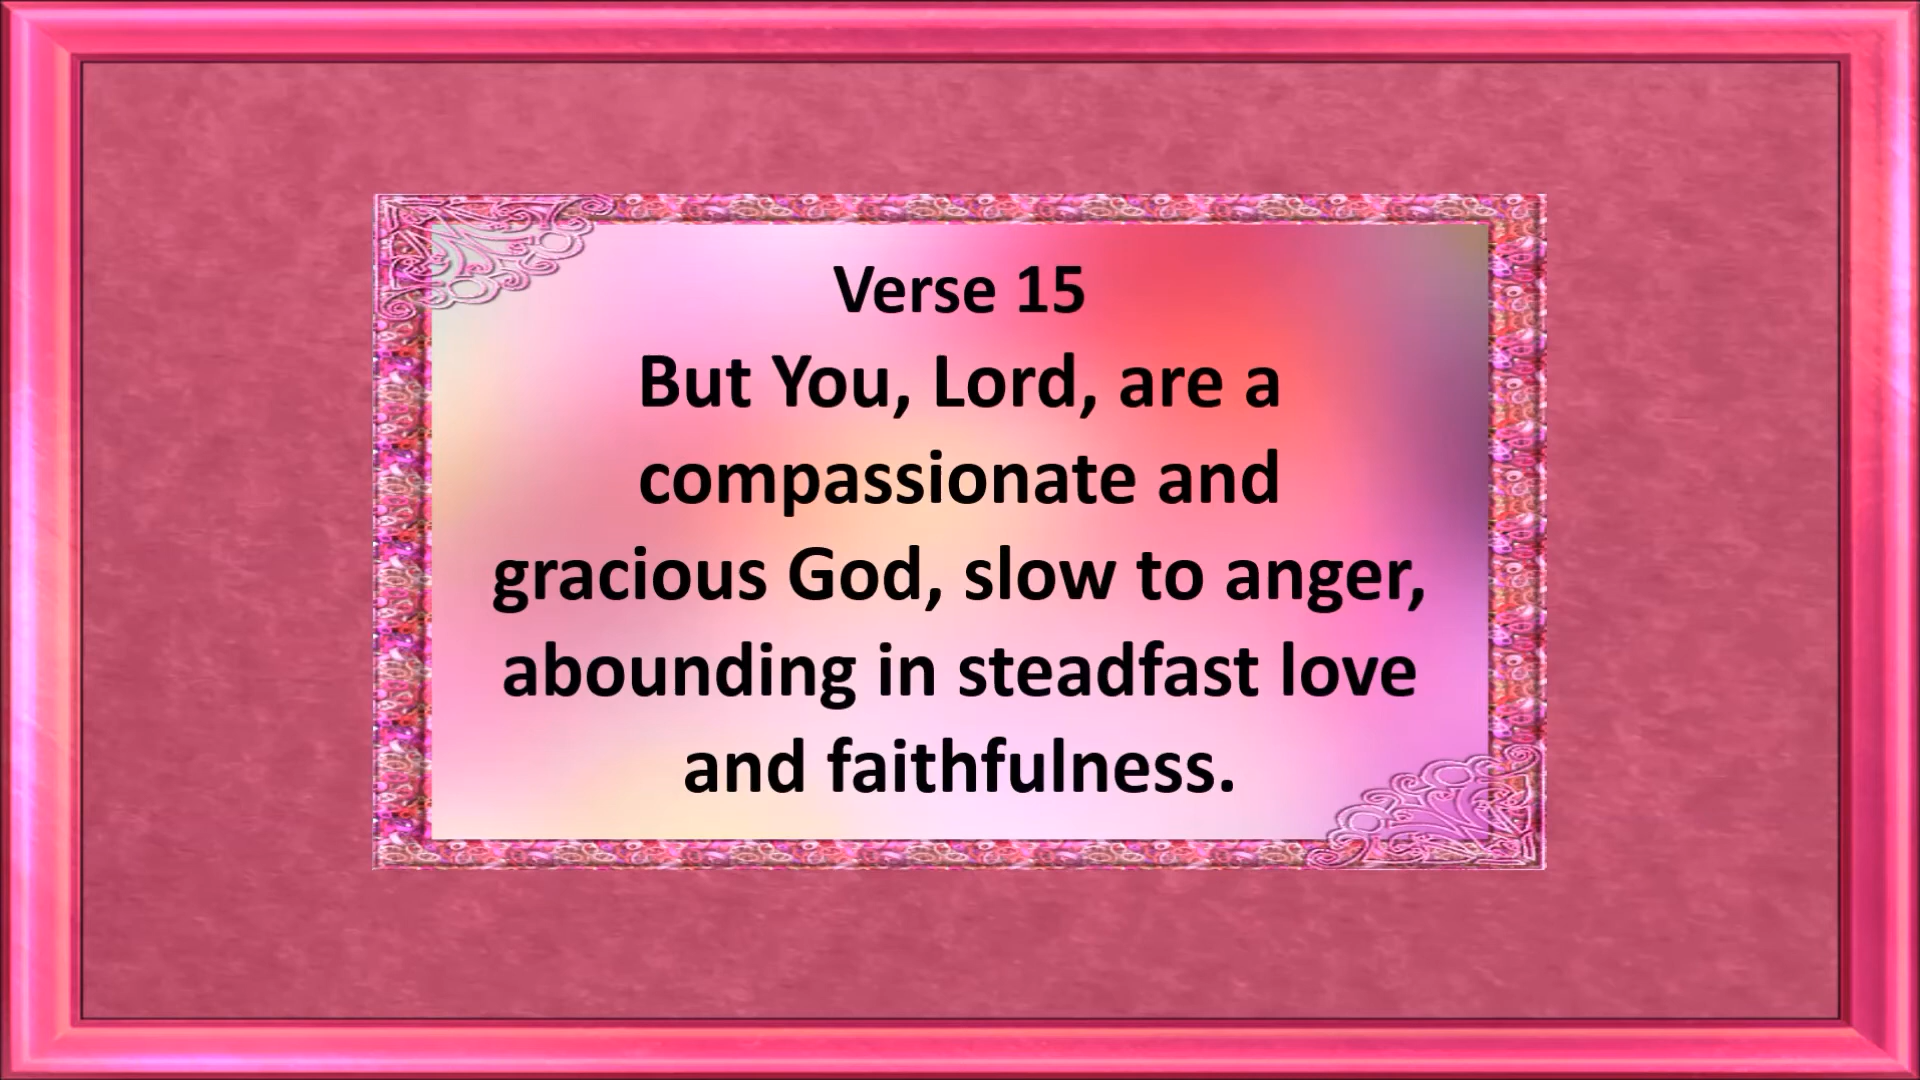 Verse 15
But You, Lord, are a
compassionate and
gracious God, slow to anger,
abounding in steadfast love
and faithfulness.